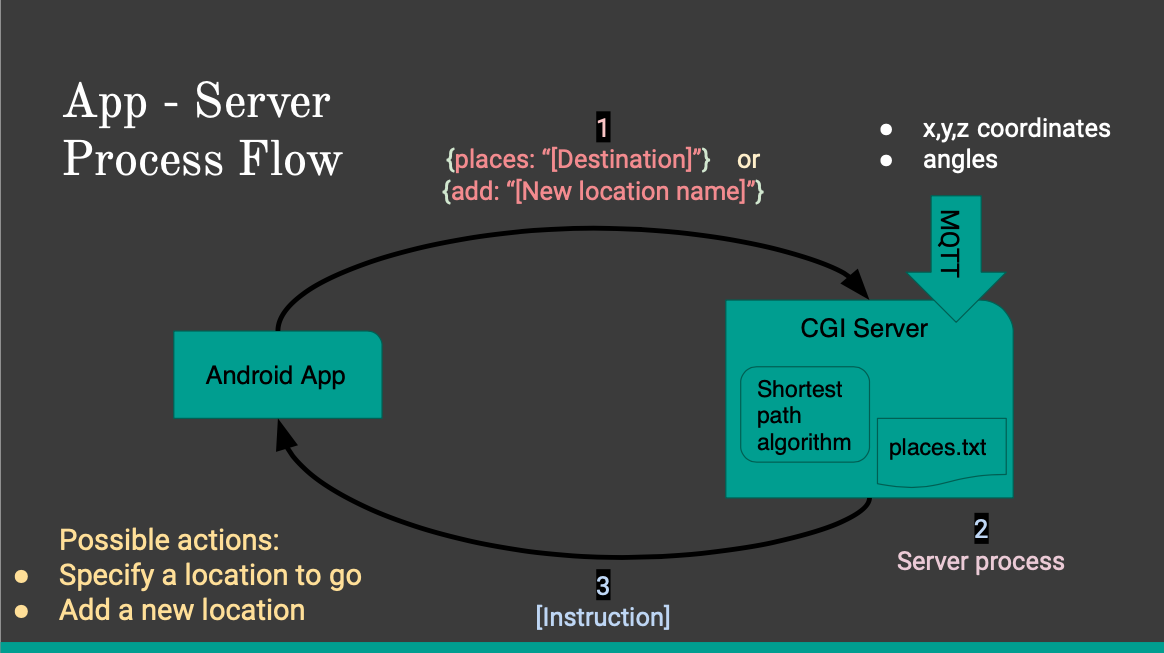 App - Server
Process Flow
1
{places: “[Destination]”} or
{add: “[New location name]”}
● x,y,z coordinates
● angles
MQTT
Android App
CGI Server
Shortest
path
algorithm
places.txt
2
Server process
Possible actions:
● Specify a location to go
● Add a new location
3
[Instruction]